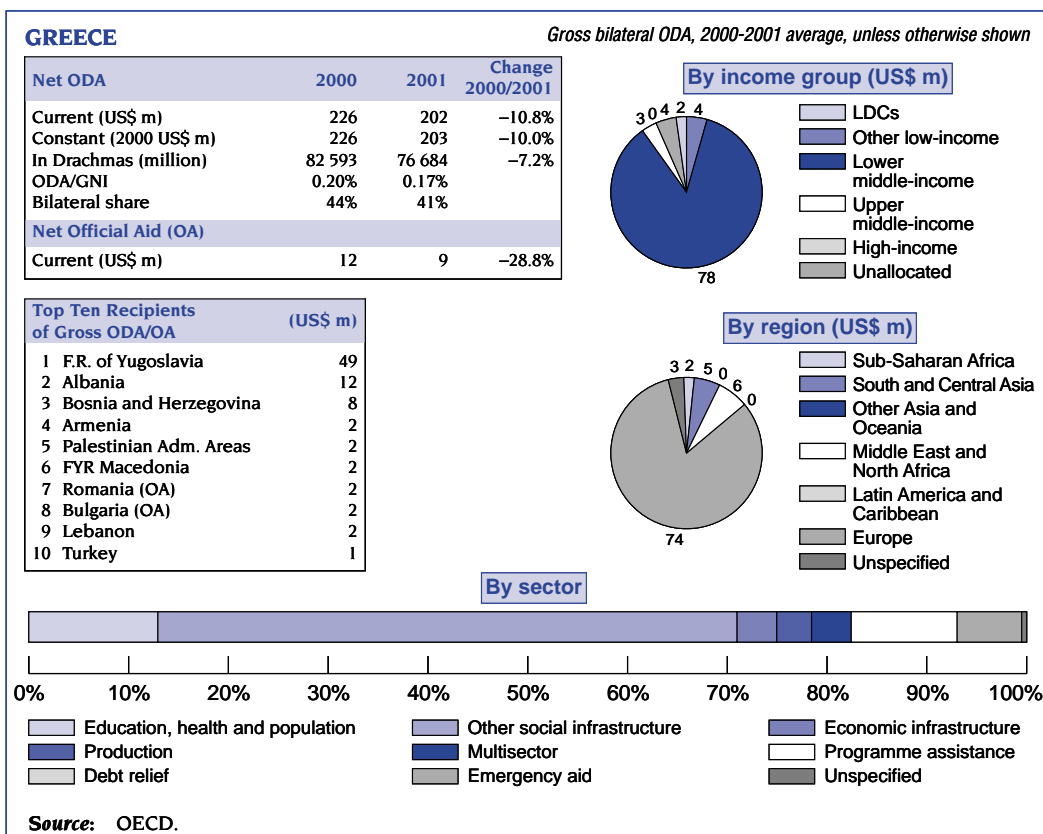 GREECE
Gross bilateral ODA, 2000-2001 average, unless otherwise shown
Net ODA 2000 2001 Change 2000/2001
Current (US$ m) 226 202 −10.8%
Constant (2000 US$ m) 226 203 −10.0%
In Drachmas (million) 82 593 76 684 −7.2%
ODA/GNI 0.20% 0.17%
Bilateral share 44% 41%
Net Official Aid (OA)
Current (US$ m) 12 9 −28.8%
By income group (US$ m)
3 0 4 2 4
78
LDCs
Other low-income
Lower
middle-income
Upper
middle-income
High-income
Unallocated
Top Ten Recipients
of Gross ODA/OA (US$ m)
1 F.R. of Yugoslavia 49
2 Albania 12
3 Bosnia and Herzegovina 8
4 Armenia 2
5 Palestinian Adm. Areas 2
6 FYR Macedonia 2
7 Romania (OA) 2
8 Bulgaria (OA) 2
9 Lebanon 2
10 Turkey 1
By region (US$ m)
3 2 5 0 6 0
74
Sub-Saharan Africa
South and Central Asia
Other Asia and
Oceania
Middle East and
North Africa
Latin America and
Caribbean
Europe
Unspecified
By sector
0% 10% 20% 30% 40% 50% 60% 70% 80% 90% 100%
Education, health and population Other social infrastructure Economic infrastructure
Production Multisector Programme assistance
Debt relief Emergency aid Unspecified
Source: OECD.